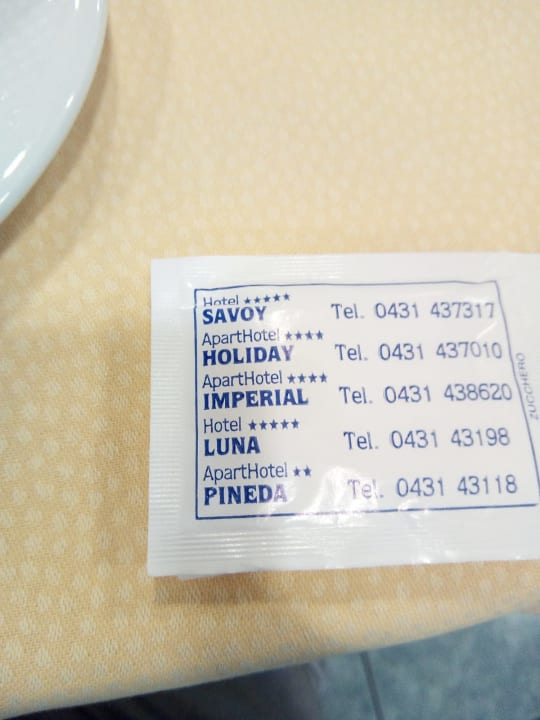 Hotel ★★★★★
SAVOY Tel. 0431 437317
ApartHotel ★★★★
HOLIDAY Tel. 0431 437010
ApartHotel ★★★★
IMPERIAL Tel. 0431 438620
Hotel ★★★★★
LUNA Tel. 0431 43198
ApartHotel ★★
PINEDA Tel. 0431 43118
ZUCCHERO